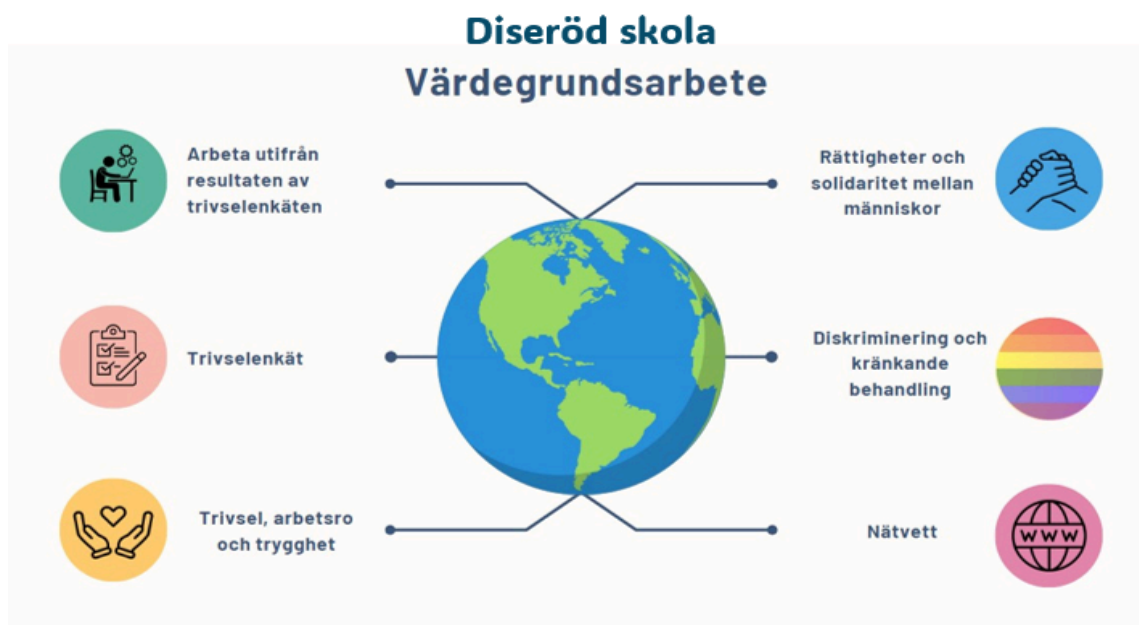 Diseröd skola
Värdegrundsarbete
Arbeta utifrån
resultaten av
trivselenkäten
Rättigheter och
solidaritet mellan
människor
Trivselenkät
Diskriminering och
kränkande
behandling
Trivsel, arbetsro
och trygghet
Nätvett
WWW